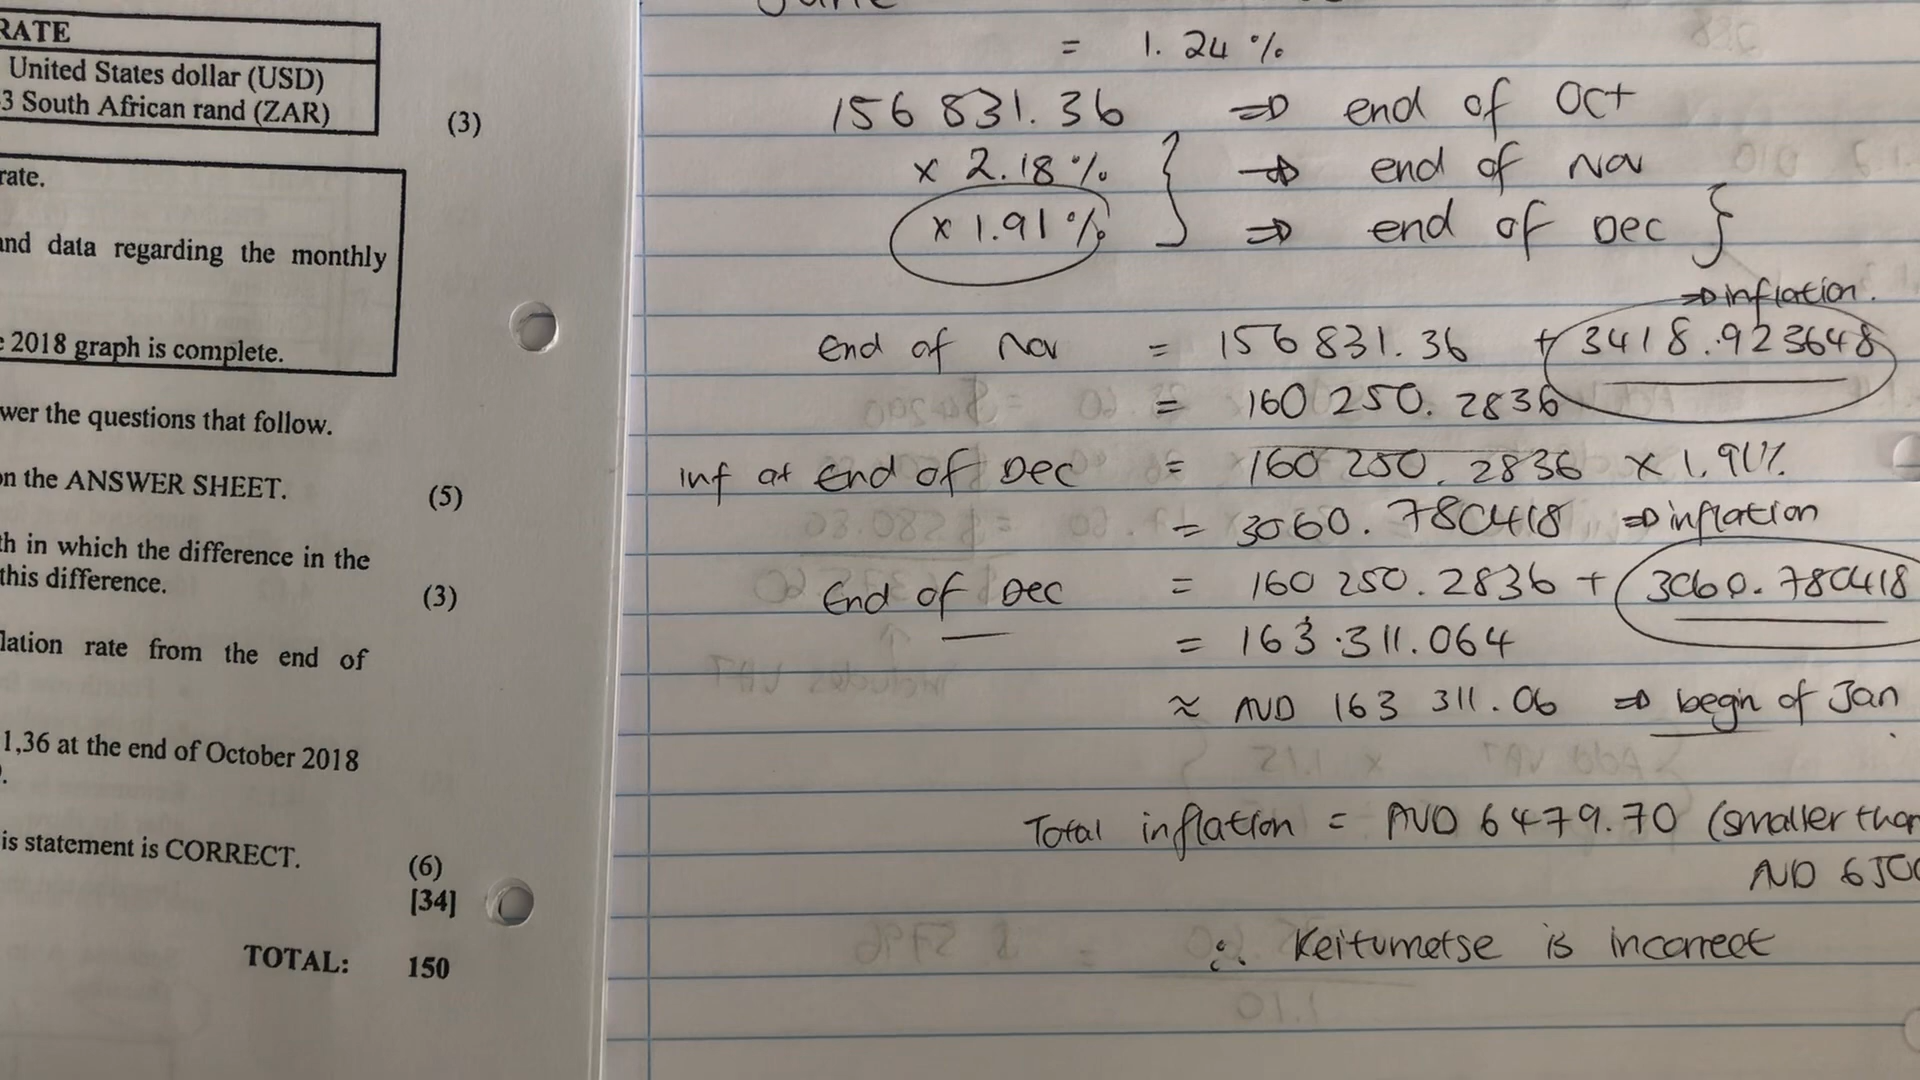 RATE
United States dollar (USD)
3 South African rand (ZAR)
(3)
rate.
and data regarding the monthly
2018 graph is complete.
wer the questions that follow.
on the ANSWER SHEET.
(5)
th in which the difference in the
this difference.
(3)
lation rate from the end of
1,36 at the end of October 2018
is statement is CORRECT.
(6)
[34]
TOTAL: 150
= 1.24 %
156 831.36 ⇒ end of Oct
x 2.18 % } ⇒ end of Nov
x 1.91 % ⇒ end of Dec }
⇒ inflation.
End of Nov = 156 831.36 + 3418.923648
= 160 250.2836
Inf at End of Dec = 160 250.2836 x 1.91%
= 3060.780418 ⇒ inflation
End of Dec = 160 250.2836 + 3060.780418
= 163 311.064
≈ AUD 163 311.06 ⇒ begin of Jan
Total inflation = AUD 6479.70 (smaller than
∴ Keitumetse is incorrect